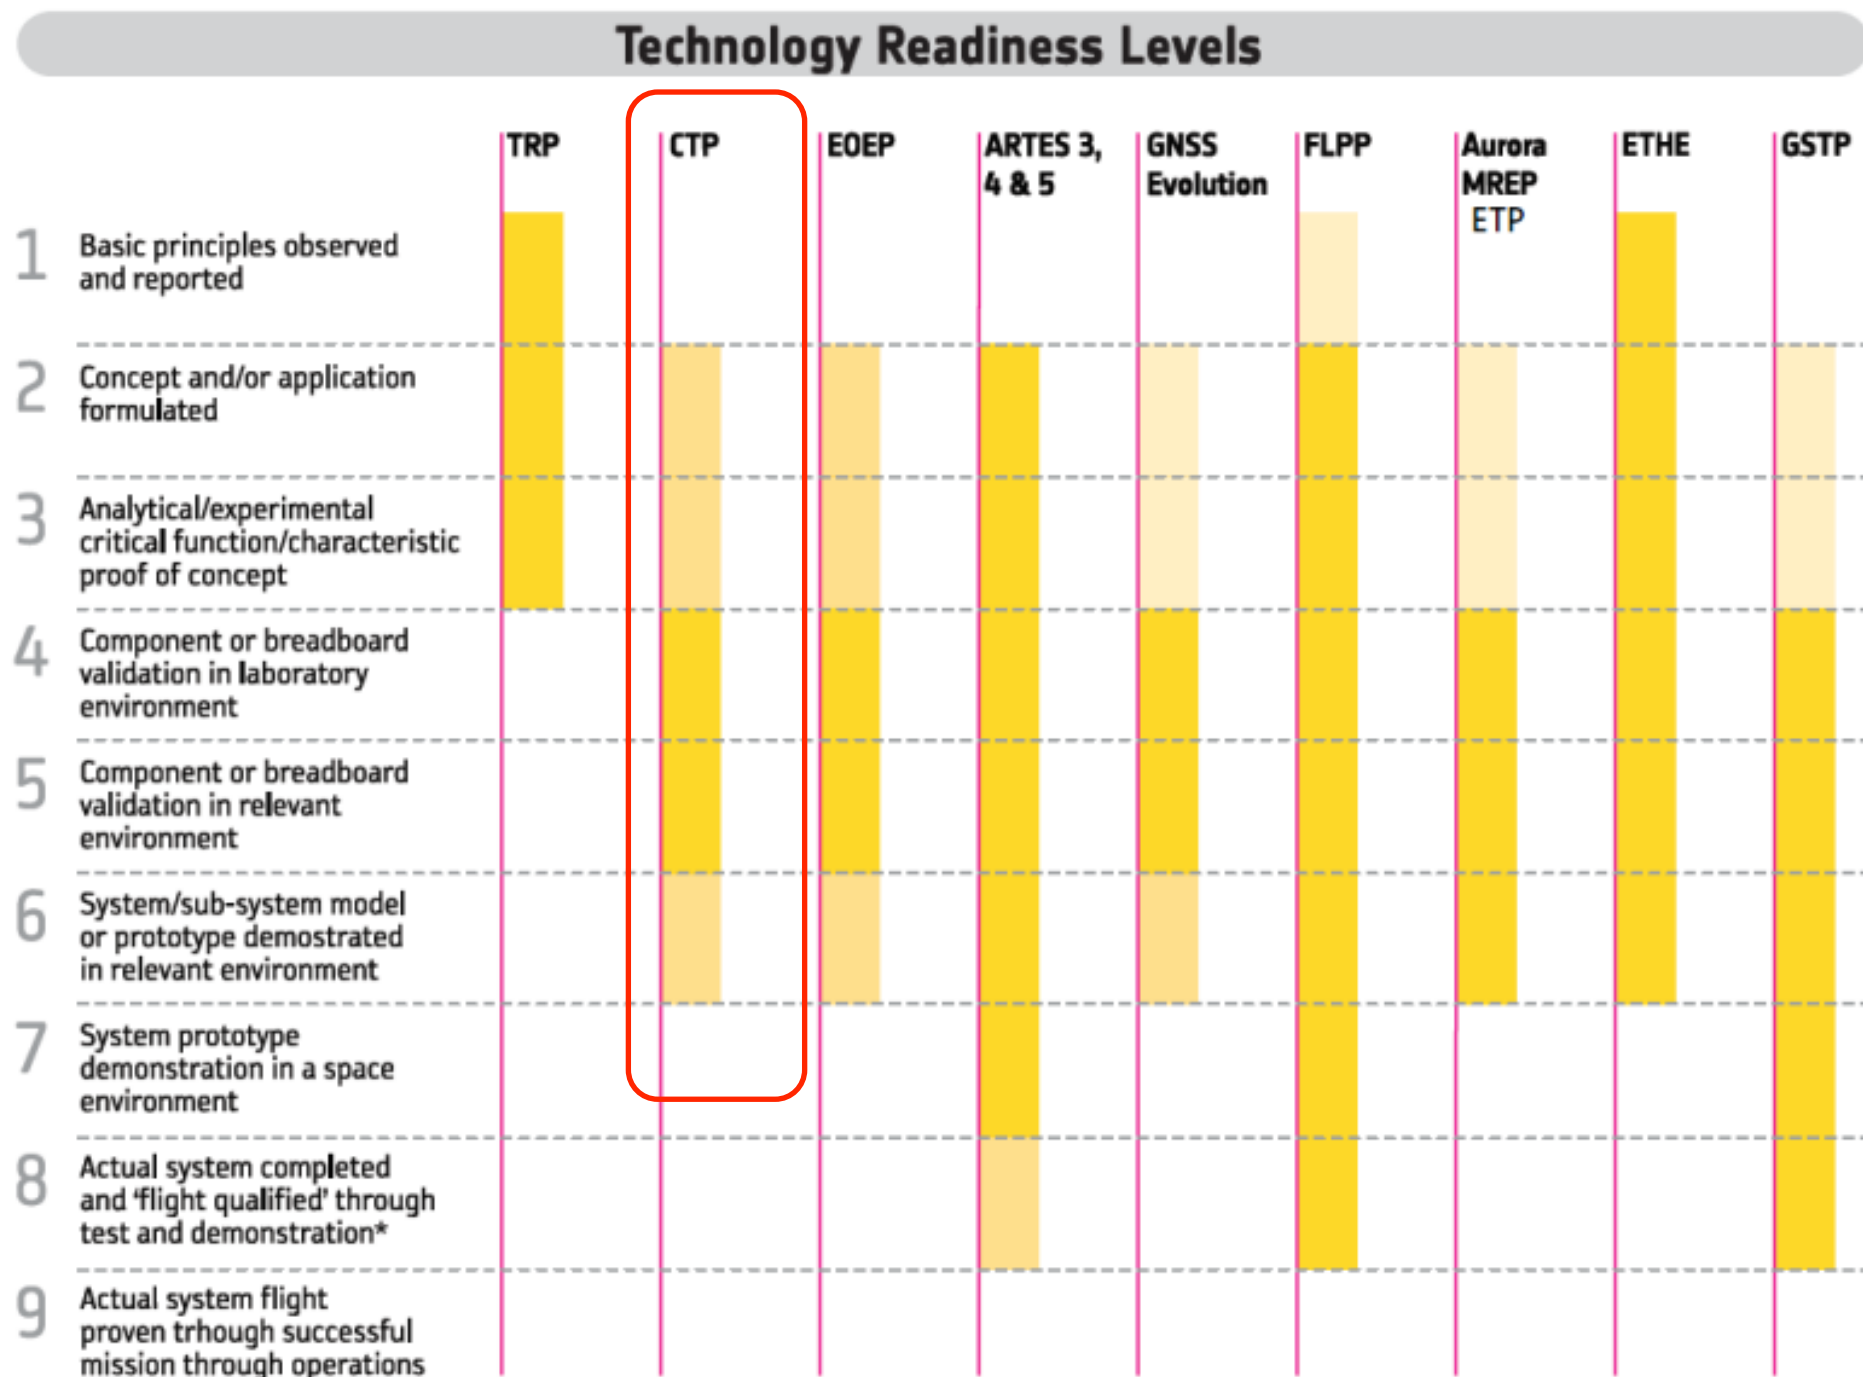 Technology Readiness Levels
TRP
CTP
EOEP
ARTES 3,
4 & 5
GNSS
Evolution
FLPP
Aurora
MREP
ETP
ETHE
GSTP
1
Basic principles observed
and reported
2
Concept and/or application
formulated
3
Analytical/experimental
critical function/characteristic
proof of concept
4
Component or breadboard
validation in laboratory
environment
5
Component or breadboard
validation in relevant
environment
6
System/sub-system model
or prototype demostrated
in relevant environment
7
System prototype
demonstration in a space
environment
8
Actual system completed
and ‘flight qualified’ through
test and demonstration*
9
Actual system flight
proven trhough successful
mission through operations